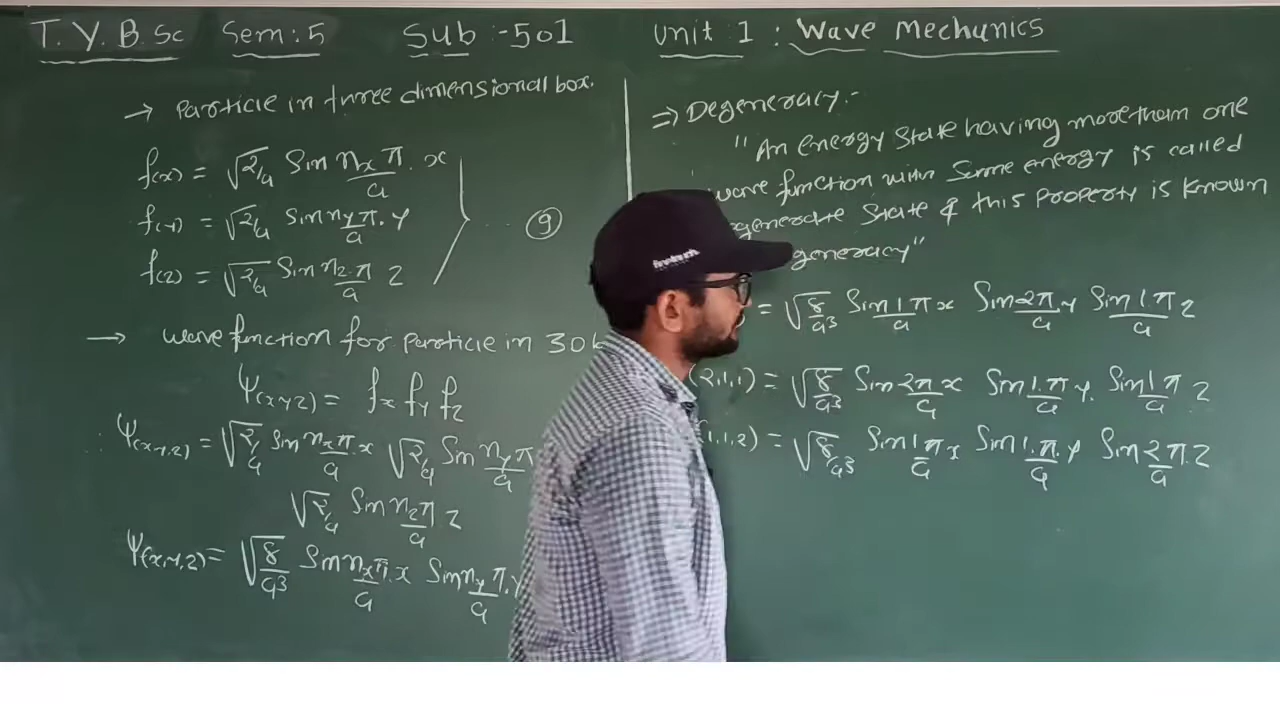 T. Y. B. Sc Sem: 5 Sub :-501 Unit 1 : Wave Mechanics
→ Particle in three dimensional box.
f(x) = √2/a Sin nxπ/a . x
f(y) = √2/a Sin nyπ/a . y
f(z) = √2/a Sin nz.π/a z
... ⑨
→ Wave function for particle in 3D b
Ψ(xyz) = fx fy fz
∴ Ψ(x,y,z) = √2/a Sin nxπ/a . x √2/a Sin nyπ/a
√2/a Sin nzπ/a z
Ψ(x,y,z) = √8/a3 Sin nxπ/a . x Sin nyπ/a . y
⇒ Degeneracy :-
" An energy state having more than one
wave function with same energy is called
egenerate state & this property is known
generacy"
= √8/a3 Sin 1π/a x Sin 2π/a y Sin 1π/a z
(2,1,1) = √8/a3 Sin 2π/a x Sin 1.π/a y. Sin 1π/a z
1,1,2) = √8/a3 Sin 1π/a x Sin 1.π/a . y Sin 2π/a . z